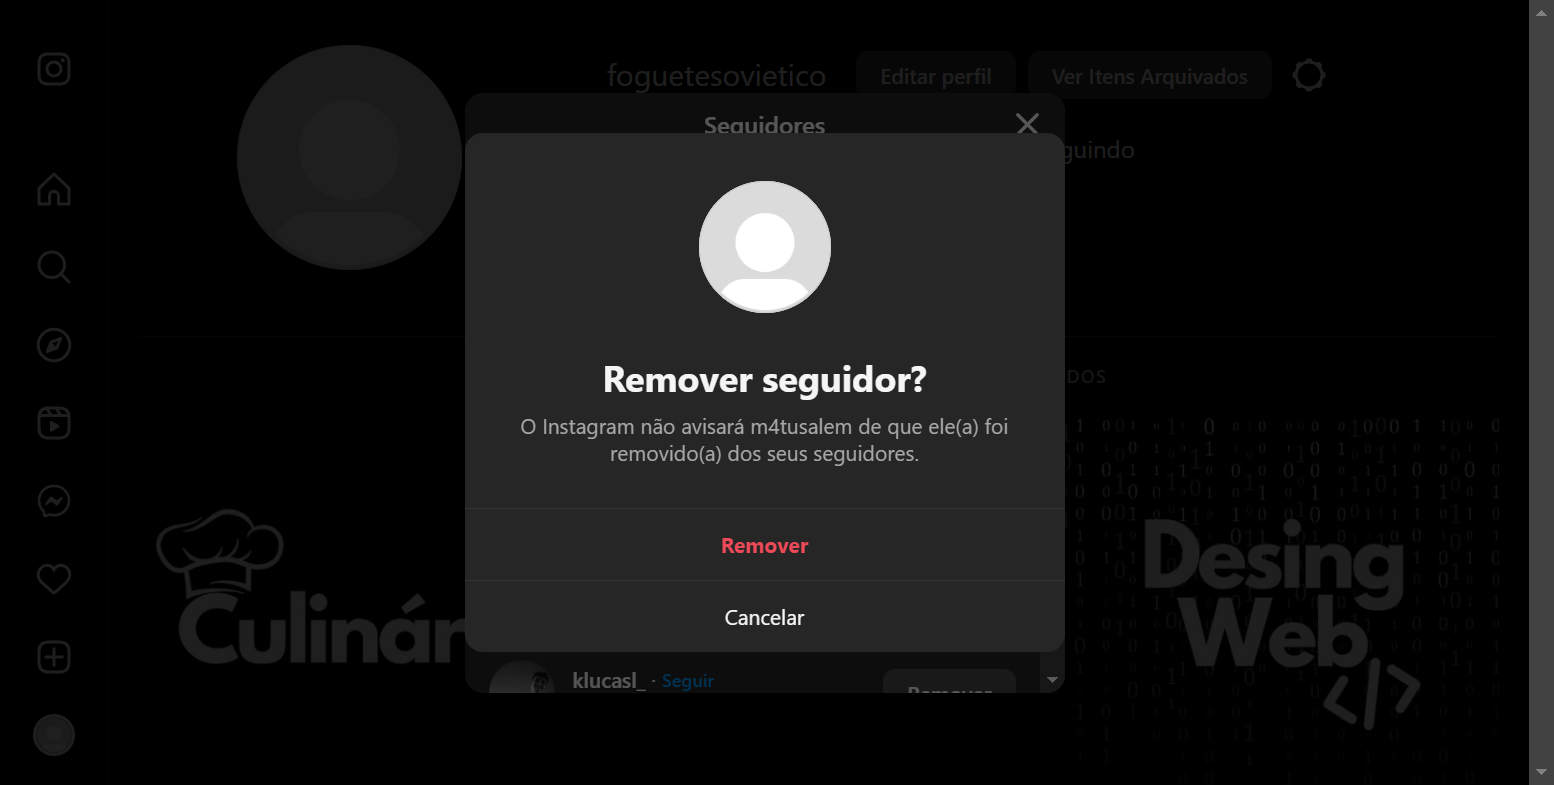 foguetesovietico
Editar perfil
Ver Itens Arquivados
Seguidores
guindo
Remover seguidor?
O Instagram não avisará m4tusalem de que ele(a) foi
removido(a) dos seus seguidores.
Remover
Cancelar
DOS
Culinár
Desing
Web
</>
klucasl_ · Seguir
Remover